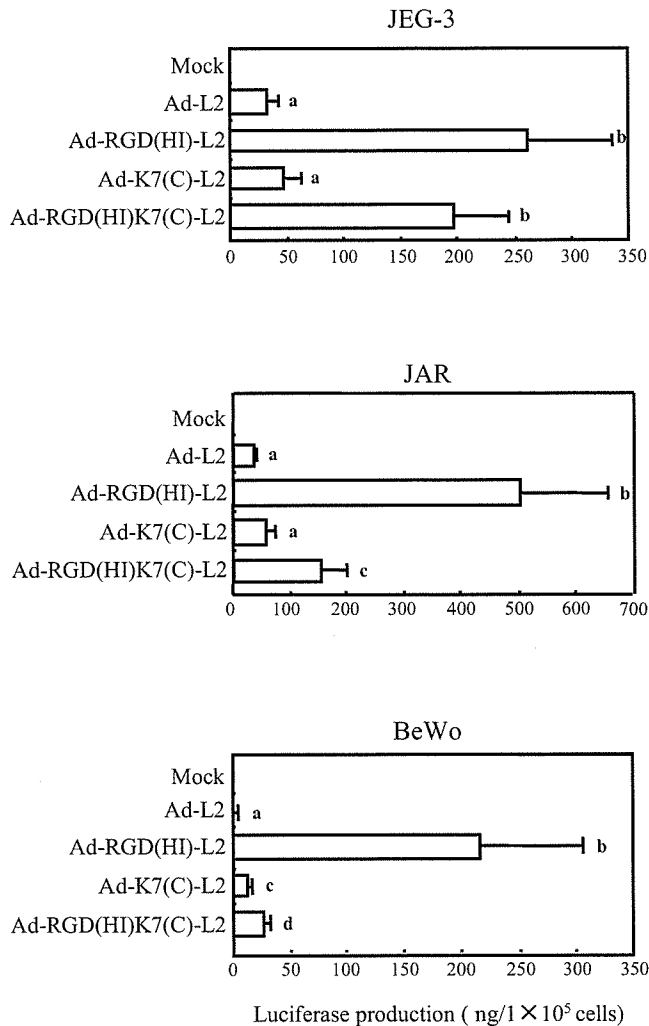 JEG-3
Mock
Ad-L2 a
Ad-RGD(HI)-L2 b
Ad-K7(C)-L2 a
Ad-RGD(HI)K7(C)-L2 b
0 50 100 150 200 250 300 350
JAR
Mock
Ad-L2 a
Ad-RGD(HI)-L2 b
Ad-K7(C)-L2 a
Ad-RGD(HI)K7(C)-L2 c
0 100 200 300 400 500 600 700
BeWo
Mock
Ad-L2 a
Ad-RGD(HI)-L2 b
Ad-K7(C)-L2 c
Ad-RGD(HI)K7(C)-L2 d
0 50 100 150 200 250 300 350
Luciferase production ( ng/1×10⁵ cells)